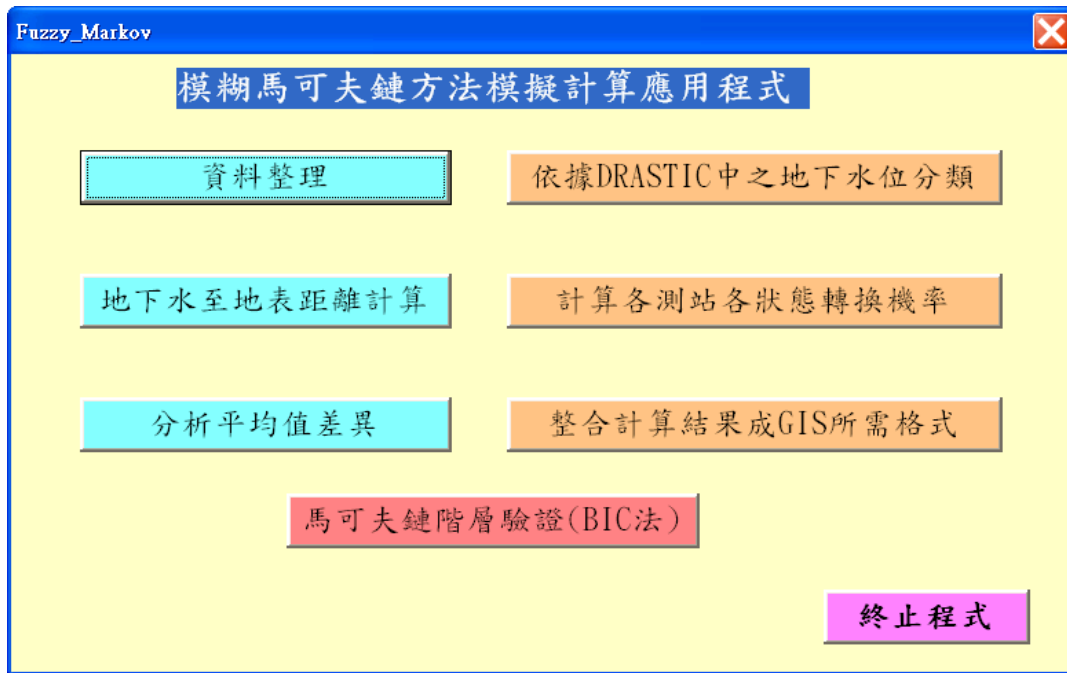 Fuzzy_Markov
模糊馬可夫鏈方法模擬計算應用程式
資料整理
依據DRASTIC中之地下水位分類
地下水至地表距離計算
計算各測站各狀態轉換機率
分析平均值差異
整合計算結果成GIS所需格式
馬可夫鏈階層驗證(BIC法)
終止程式